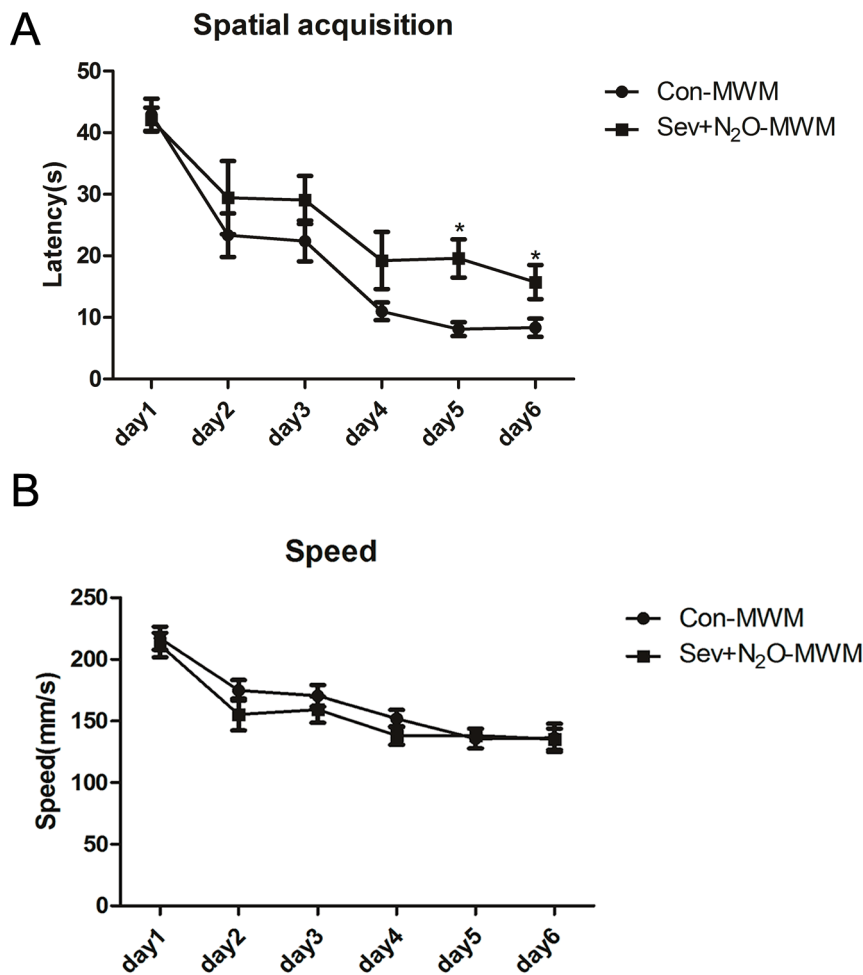 A
Spatial acquisition
50
40
30
20
10
0
Latency(s)
Con-MWM
Sev+N₂O-MWM
*
*
day1
day2
day3
day4
day5
day6
B
Speed
250
200
150
100
50
0
Speed(mm/s)
Con-MWM
Sev+N₂O-MWM
day1
day2
day3
day4
day5
day6